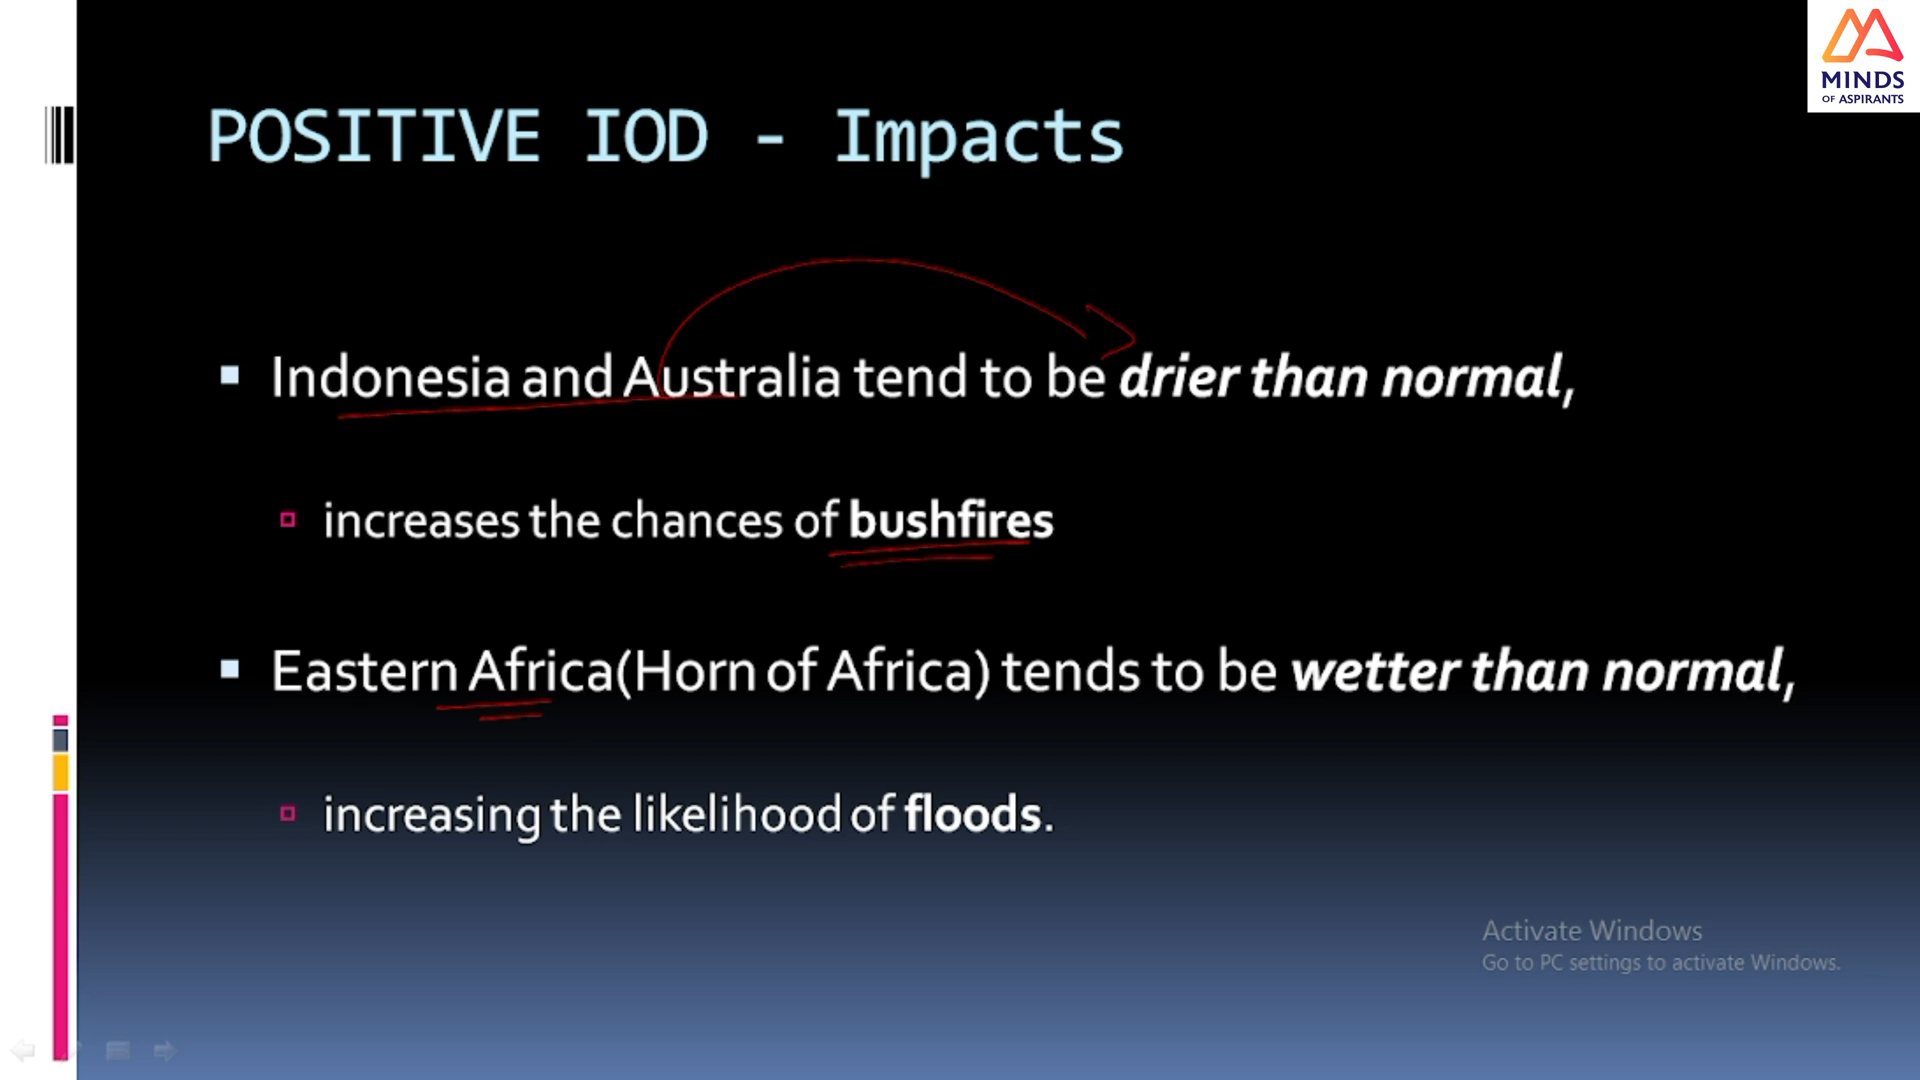 MINDS
OF ASPIRANTS
POSITIVE IOD - Impacts
Indonesia and Australia tend to be drier than normal,
increases the chances of bushfires
Eastern Africa(Horn of Africa) tends to be wetter than normal,
increasing the likelihood of floods.
Activate Windows
Go to PC settings to activate Windows.